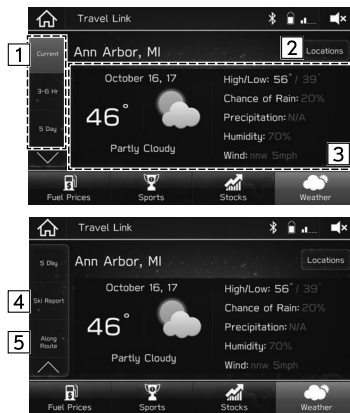 Travel Link
1
Current
3-6 Hr
5 Day
Ann Arbor, MI
2
Locations
October 16, 17
46°
Partly Cloudy
High/Low: 56° / 39°
Chance of Rain: 20%
Precipitation: N/A
Humidity: 70%
Wind: nnw 5mph
3
Fuel Prices
Sports
Stocks
Weather
Travel Link
5 Day
4
Ski Report
5
Along
Route
Ann Arbor, MI
Locations
October 16, 17
46°
Partly Cloudy
High/Low: 56° / 39°
Chance of Rain: 20%
Precipitation: N/A
Humidity: 70%
Wind: nnw 5mph
Fuel Prices
Sports
Stocks
Weather